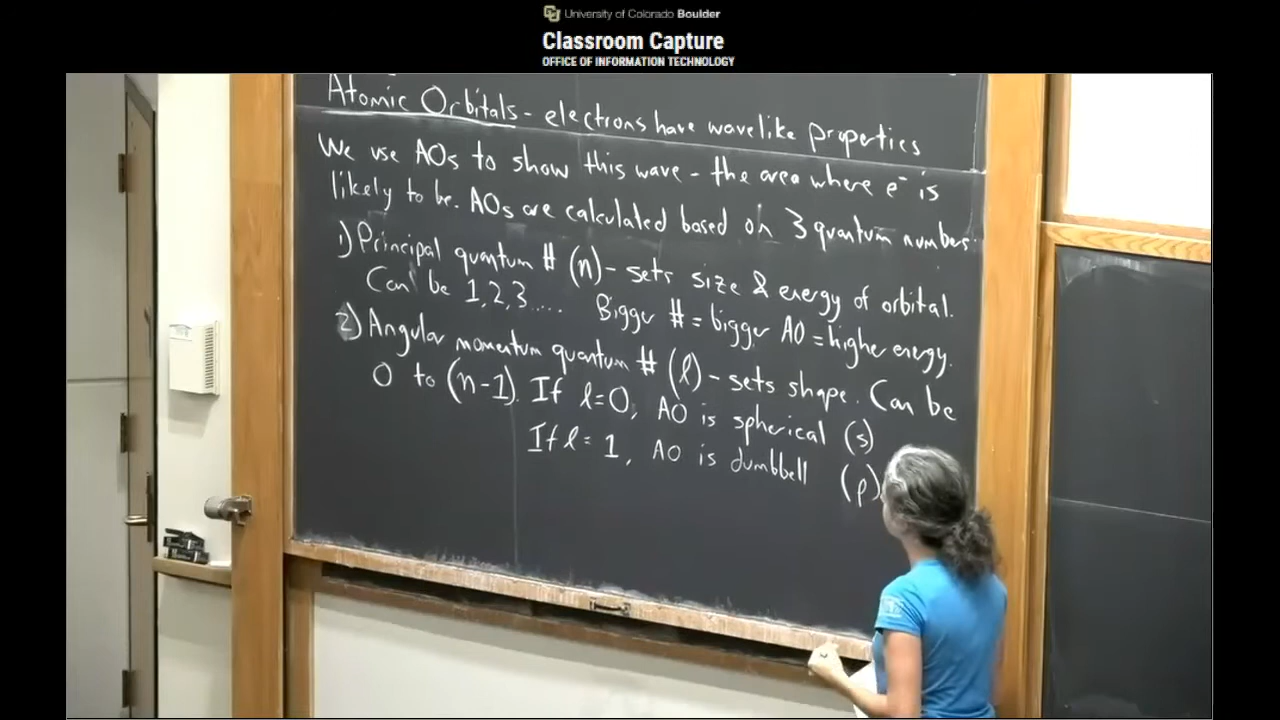 University of Colorado Boulder
Classroom Capture
OFFICE OF INFORMATION TECHNOLOGY
Atomic Orbitals - electrons have wavelike properties
We use AOs to show this wave - the area where e⁻ is
likely to be. AOs are calculated based on 3 quantum numbers.
1) Principal quantum # (n) - sets size & energy of orbital.
Can be 1, 2, 3.... Bigger # = bigger AO = higher energy.
2) Angular momentum quantum # (l) - sets shape. Can be
0 to (n-1). If l=0, AO is spherical (s)
If l= 1, AO is dumbbell (p)